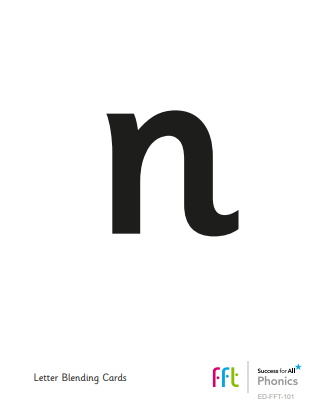 n
Letter Blending Cards
fft
Success for All
Phonics
ED-FFT-101